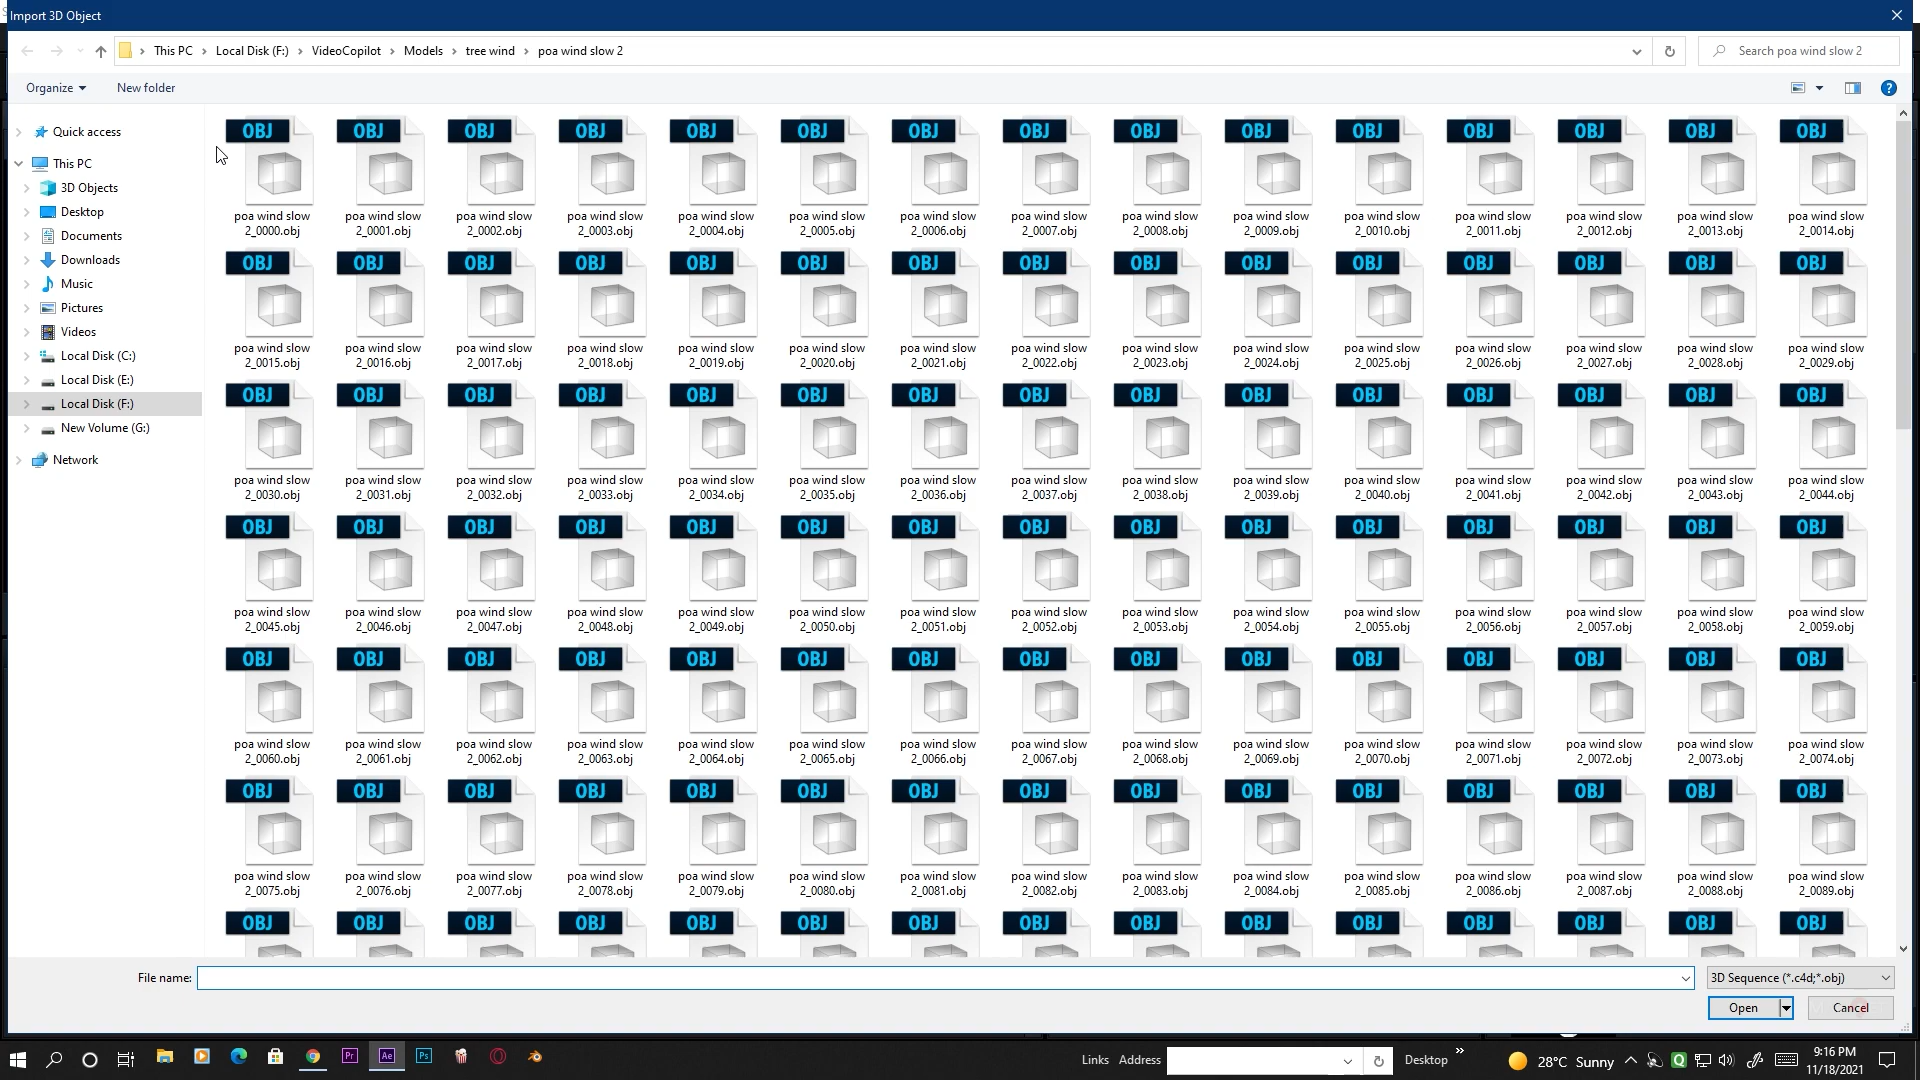 Import 3D Object
This PC > Local Disk (F:) > VideoCopilot > Models > tree wind > poa wind slow 2
Search poa wind slow 2
Organize
New folder
Quick access
This PC
3D Objects
Desktop
Documents
Downloads
Music
Pictures
Videos
Local Disk (C:)
Local Disk (E:)
Local Disk (F:)
New Volume (G:)
Network
OBJ OBJ OBJ OBJ OBJ OBJ OBJ OBJ OBJ OBJ OBJ OBJ OBJ OBJ OBJ
poa wind slow poa wind slow poa wind slow poa wind slow poa wind slow poa wind slow poa wind slow poa wind slow poa wind slow poa wind slow poa wind slow poa wind slow poa wind slow poa wind slow poa wind slow
2_0000.obj 2_0001.obj 2_0002.obj 2_0003.obj 2_0004.obj 2_0005.obj 2_0006.obj 2_0007.obj 2_0008.obj 2_0009.obj 2_0010.obj 2_0011.obj 2_0012.obj 2_0013.obj 2_0014.obj
OBJ OBJ OBJ OBJ OBJ OBJ OBJ OBJ OBJ OBJ OBJ OBJ OBJ OBJ OBJ
poa wind slow poa wind slow poa wind slow poa wind slow poa wind slow poa wind slow poa wind slow poa wind slow poa wind slow poa wind slow poa wind slow poa wind slow poa wind slow poa wind slow poa wind slow
2_0015.obj 2_0016.obj 2_0017.obj 2_0018.obj 2_0019.obj 2_0020.obj 2_0021.obj 2_0022.obj 2_0023.obj 2_0024.obj 2_0025.obj 2_0026.obj 2_0027.obj 2_0028.obj 2_0029.obj
OBJ OBJ OBJ OBJ OBJ OBJ OBJ OBJ OBJ OBJ OBJ OBJ OBJ OBJ OBJ
poa wind slow poa wind slow poa wind slow poa wind slow poa wind slow poa wind slow poa wind slow poa wind slow poa wind slow poa wind slow poa wind slow poa wind slow poa wind slow poa wind slow poa wind slow
2_0030.obj 2_0031.obj 2_0032.obj 2_0033.obj 2_0034.obj 2_0035.obj 2_0036.obj 2_0037.obj 2_0038.obj 2_0039.obj 2_0040.obj 2_0041.obj 2_0042.obj 2_0043.obj 2_0044.obj
OBJ OBJ OBJ OBJ OBJ OBJ OBJ OBJ OBJ OBJ OBJ OBJ OBJ OBJ OBJ
poa wind slow poa wind slow poa wind slow poa wind slow poa wind slow poa wind slow poa wind slow poa wind slow poa wind slow poa wind slow poa wind slow poa wind slow poa wind slow poa wind slow poa wind slow
2_0045.obj 2_0046.obj 2_0047.obj 2_0048.obj 2_0049.obj 2_0050.obj 2_0051.obj 2_0052.obj 2_0053.obj 2_0054.obj 2_0055.obj 2_0056.obj 2_0057.obj 2_0058.obj 2_0059.obj
OBJ OBJ OBJ OBJ OBJ OBJ OBJ OBJ OBJ OBJ OBJ OBJ OBJ OBJ OBJ
poa wind slow poa wind slow poa wind slow poa wind slow poa wind slow poa wind slow poa wind slow poa wind slow poa wind slow poa wind slow poa wind slow poa wind slow poa wind slow poa wind slow poa wind slow
2_0060.obj 2_0061.obj 2_0062.obj 2_0063.obj 2_0064.obj 2_0065.obj 2_0066.obj 2_0067.obj 2_0068.obj 2_0069.obj 2_0070.obj 2_0071.obj 2_0072.obj 2_0073.obj 2_0074.obj
OBJ OBJ OBJ OBJ OBJ OBJ OBJ OBJ OBJ OBJ OBJ OBJ OBJ OBJ OBJ
poa wind slow poa wind slow poa wind slow poa wind slow poa wind slow poa wind slow poa wind slow poa wind slow poa wind slow poa wind slow poa wind slow poa wind slow poa wind slow poa wind slow poa wind slow
2_0075.obj 2_0076.obj 2_0077.obj 2_0078.obj 2_0079.obj 2_0080.obj 2_0081.obj 2_0082.obj 2_0083.obj 2_0084.obj 2_0085.obj 2_0086.obj 2_0087.obj 2_0088.obj 2_0089.obj
OBJ OBJ OBJ OBJ OBJ OBJ OBJ OBJ OBJ OBJ OBJ OBJ OBJ OBJ OBJ
File name:
3D Sequence (*.c4d;*.obj)
Open
Cancel
Pr Ae Ps
Links Address
Desktop
28°C Sunny
9:16 PM
11/18/2021